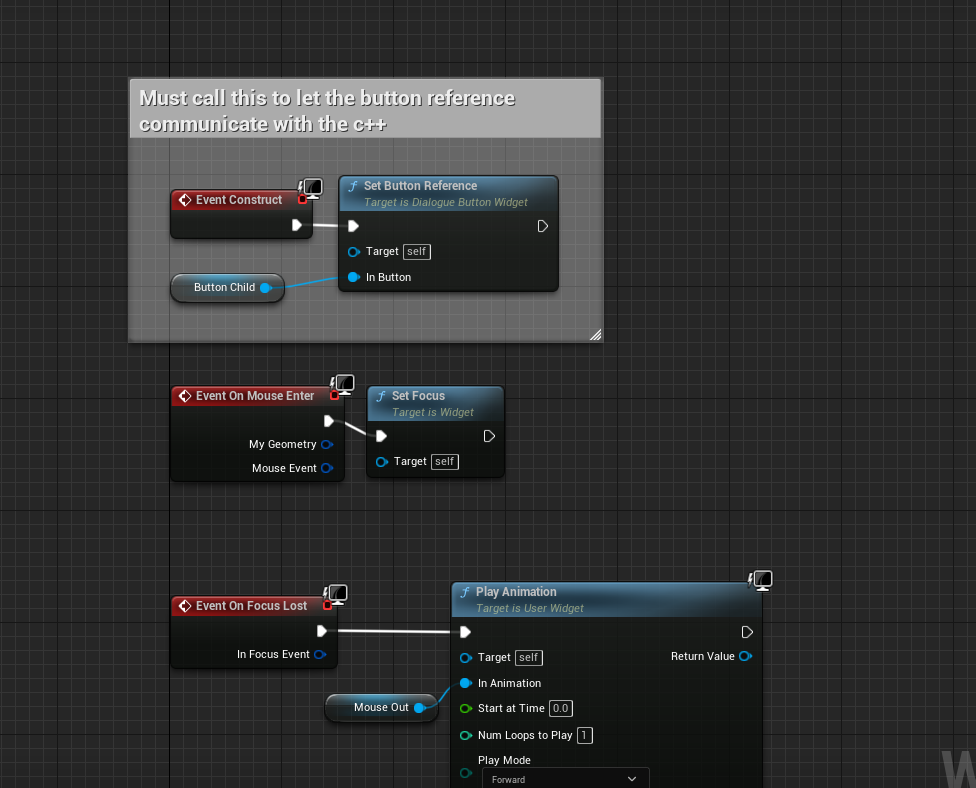 Must call this to let the button reference
communicate with the c++
Event Construct
Set Button Reference
Target is Dialogue Button Widget
Target self
In Button
Button Child
Event On Mouse Enter
My Geometry
Mouse Event
Set Focus
Target is Widget
Target self
Event On Focus Lost
In Focus Event
Mouse Out
Play Animation
Target is User Widget
Target self
Return Value
In Animation
Start at Time 0.0
Num Loops to Play 1
Play Mode
Forward